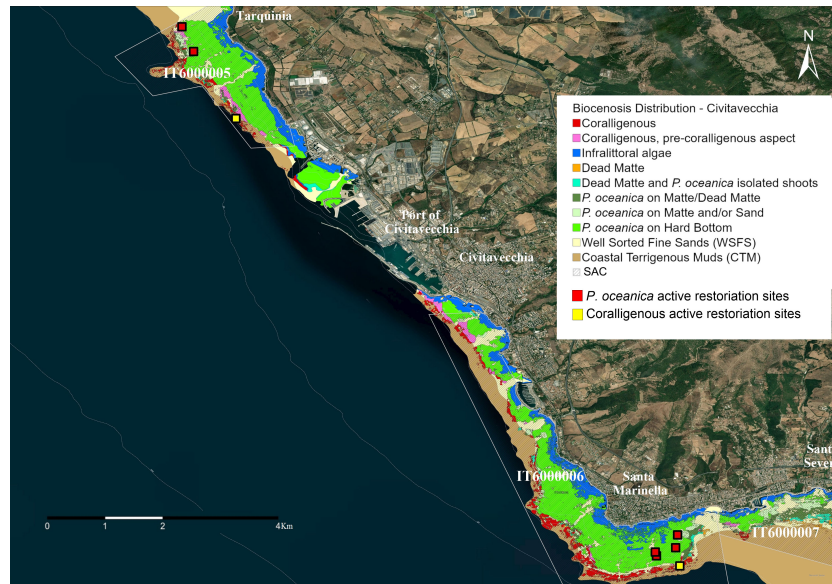 Tarquinia
IT6000005
N
Biocenosis Distribution - Civitavecchia
Coralligenous
Coralligenous, pre-coralligenous aspect
Infralittoral algae
Dead Matte
Dead Matte and P. oceanica isolated shoots
P. oceanica on Matte/Dead Matte
P. oceanica on Matte and/or Sand
P. oceanica on Hard Bottom
Well Sorted Fine Sands (WSFS)
Coastal Terrigenous Muds (CTM)
SAC
P. oceanica active restoriation sites
Coralligenous active restoriation sites
Port of
Civitavecchia
Civitavecchia
IT6000006
Santa
Marinella
Sant
Sever
IT6000007
0 1 2 4Km